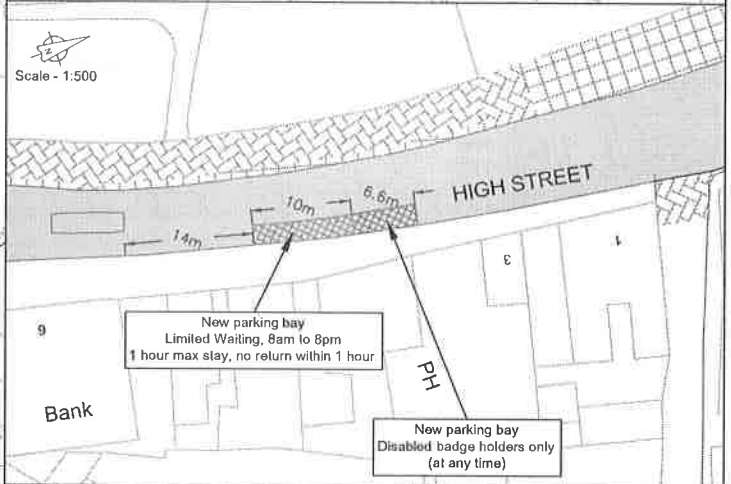 N
Scale - 1:500
HIGH STREET
6.6m
10m
14m
3
1
9
New parking bay
Limited Waiting, 8am to 8pm
1 hour max stay, no return within 1 hour
PH
Bank
New parking bay
Disabled badge holders only
(at any time)